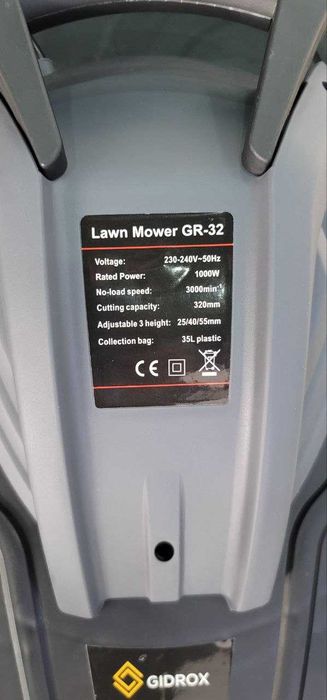 Lawn Mower GR-32
Voltage: 230-240V~50Hz
Rated Power: 1000W
No-load speed: 3000min⁻¹
Cutting capacity: 320mm
Adjustable 3 height: 25/40/55mm
Collection bag: 35L plastic
CE
GIDROX